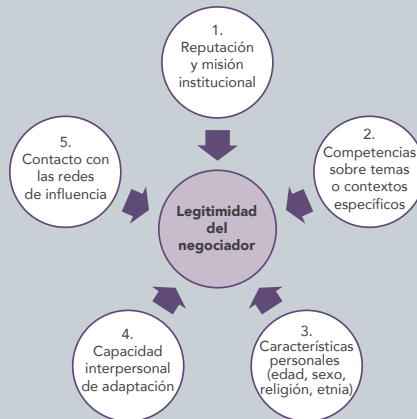 1.
Reputación
y misión
institucional
2.
Competencias
sobre temas
o contextos
específicos
3.
Características
personales
(edad, sexo,
religión, etnia)
4.
Capacidad
interpersonal
de adaptación
5.
Contacto con
las redes
de influencia
Legitimidad
del
negociador